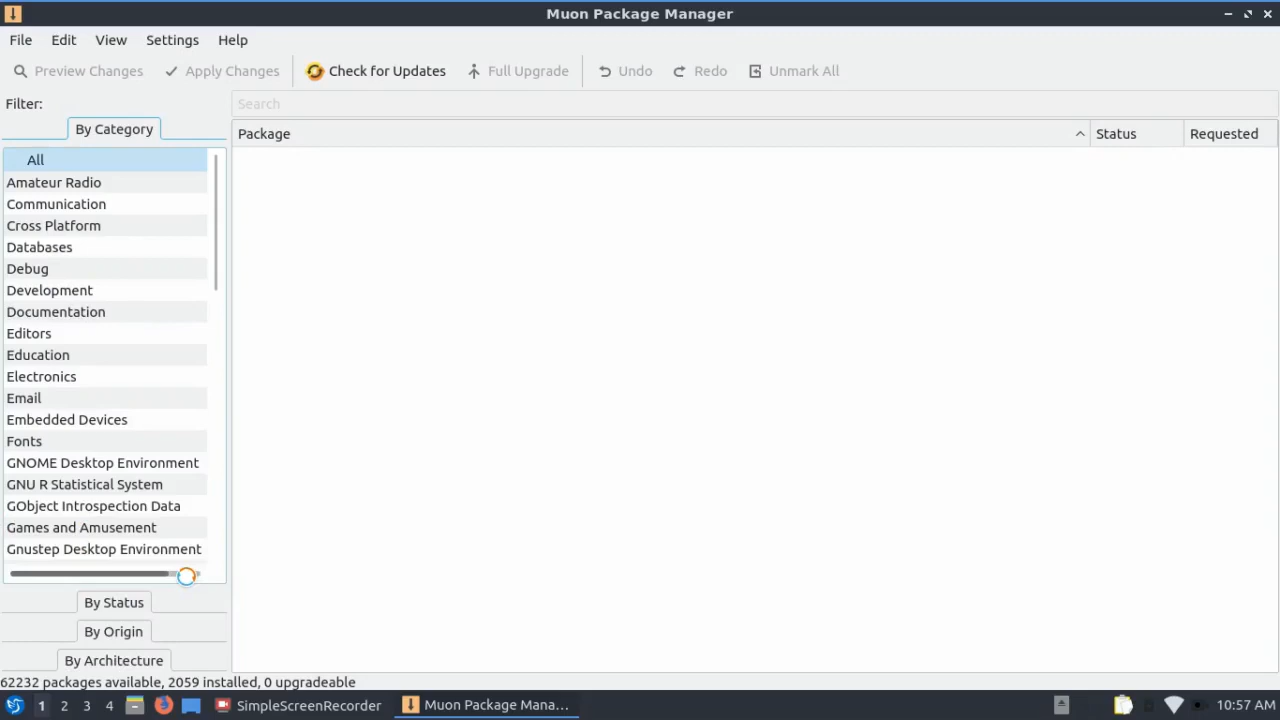 Muon Package Manager
File Edit View Settings Help
Preview Changes Apply Changes Check for Updates Full Upgrade Undo Redo Unmark All
Filter:
Search
By Category
Package Status Requested
All
Amateur Radio
Communication
Cross Platform
Databases
Debug
Development
Documentation
Editors
Education
Electronics
Email
Embedded Devices
Fonts
GNOME Desktop Environment
GNU R Statistical System
GObject Introspection Data
Games and Amusement
Gnustep Desktop Environment
By Status
By Origin
By Architecture
62232 packages available, 2059 installed, 0 upgradeable
1 2 3 4 SimpleScreenRecorder Muon Package Mana... 10:57 AM